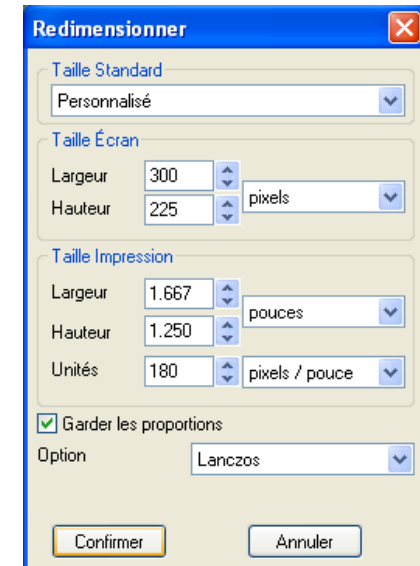 Redimensionner
Taille Standard
Personnalisé
Taille Écran
Largeur 300
pixels
Hauteur 225
Taille Impression
Largeur 1.667
pouces
Hauteur 1.250
Unités 180 pixels / pouce
Garder les proportions
Option Lanczos
Confirmer Annuler